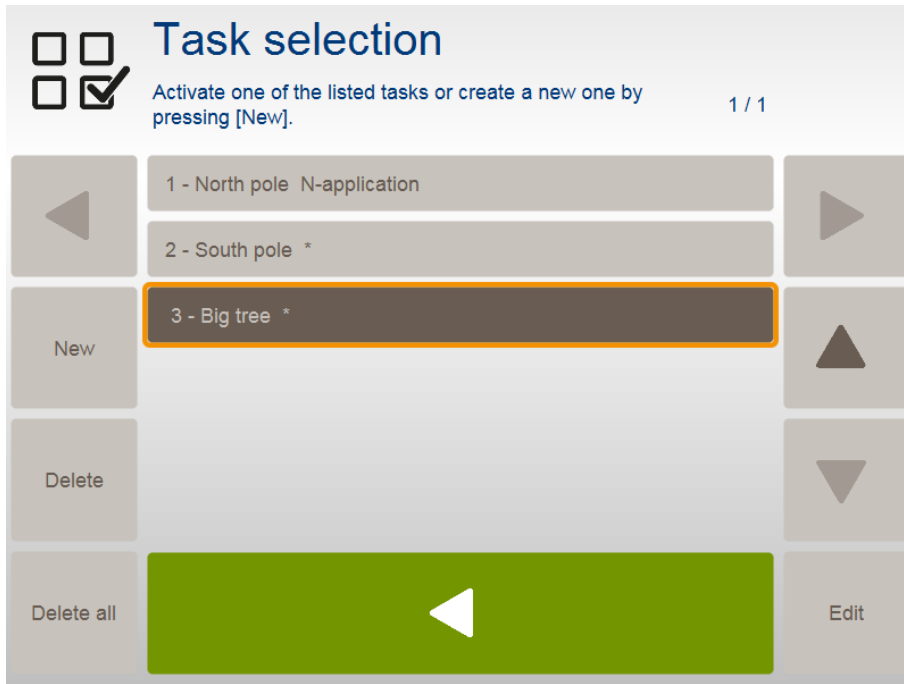 Task selection
Activate one of the listed tasks or create a new one by
pressing [New].
1 / 1
1 - North pole  N-application
2 - South pole  *
3 - Big tree  *
New
Delete
Delete all
Edit